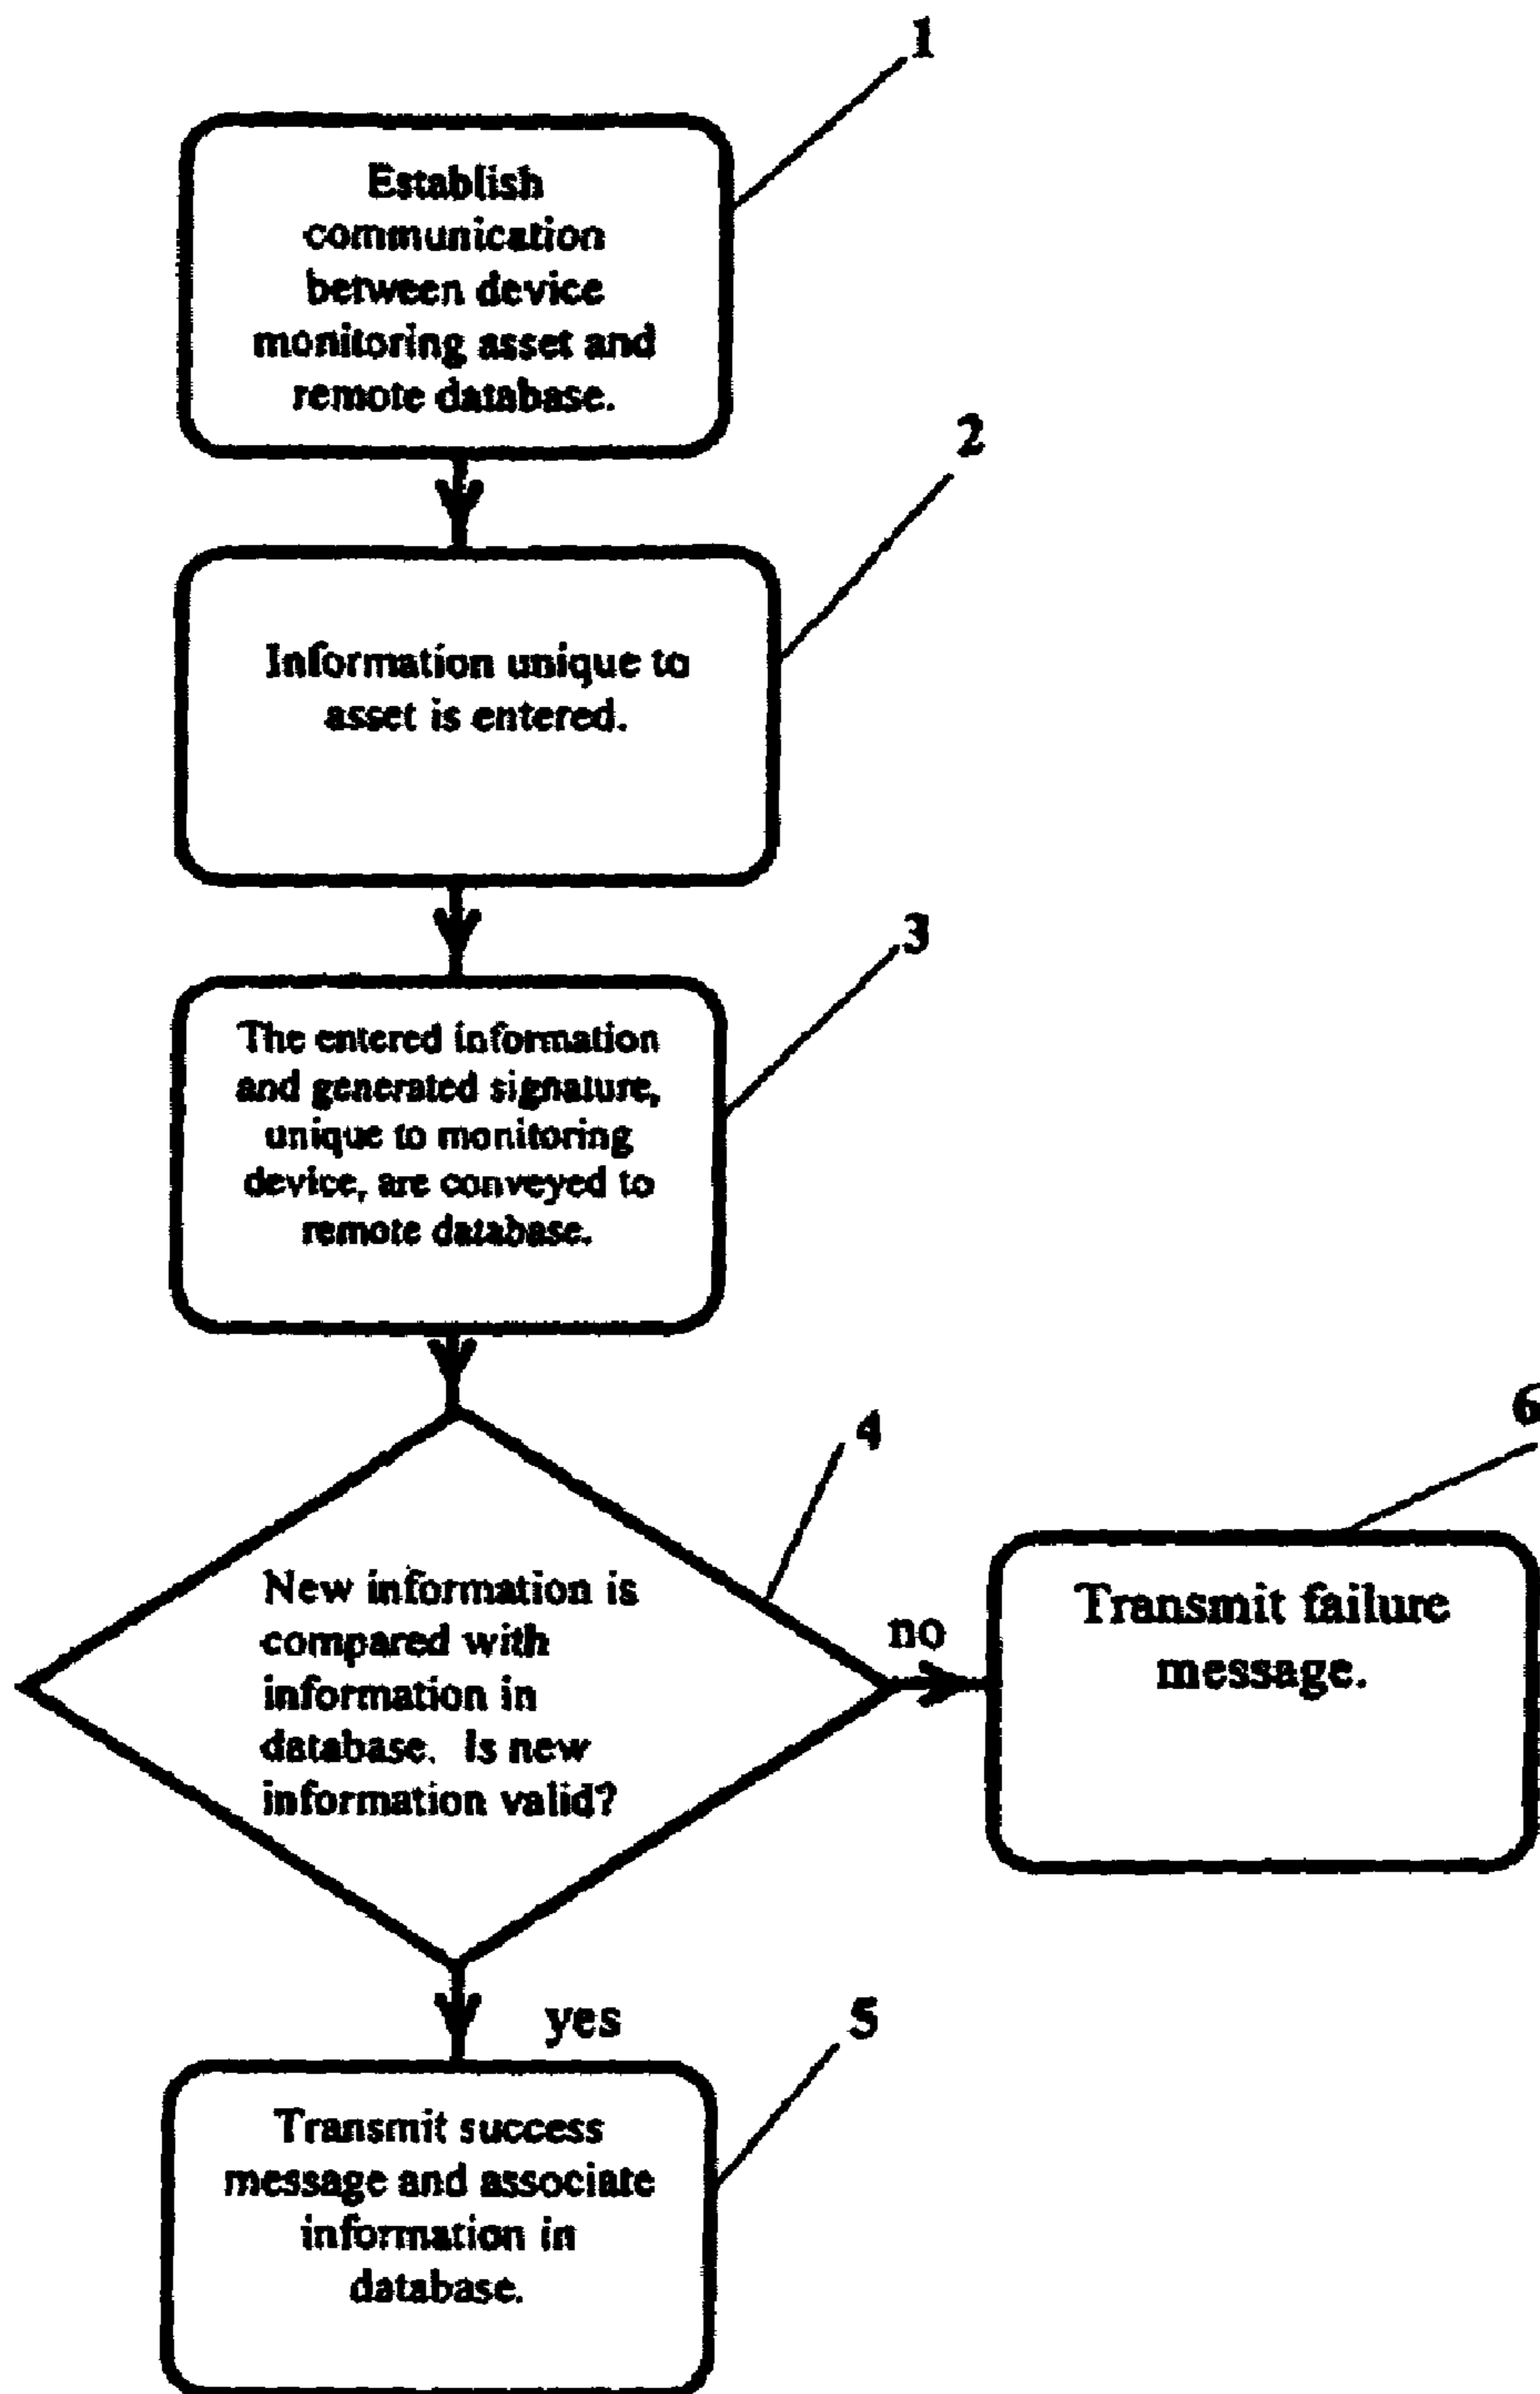 1
Establish
communication
between device
monitoring asset and
remote database.
2
Information unique to
asset is entered.
3
The entered information
and generated signature,
unique to monitoring
device, are conveyed to
remote database.
4
New information is
compared with
information in
database. Is new
information valid?
no
6
Transmit failure
message.
yes
5
Transmit success
message and associate
information in
database.